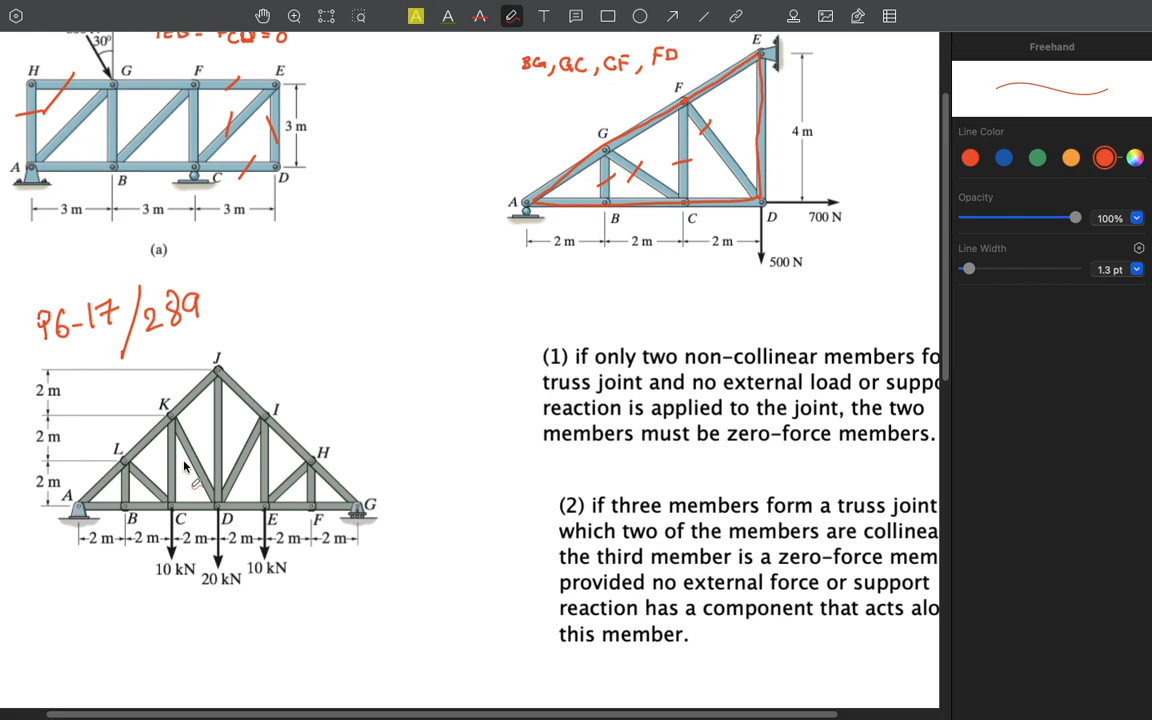 30°
H G F E
3 m
A B C D
3 m 3 m 3 m
(a)
BG, GC, CF, FD
E
F
4 m
G
A B C D 700 N
2 m 2 m 2 m
500 N
P6-17/289
J
2 m
K I
2 m
L H
2 m
A G
B C D E F
2 m 2 m 2 m 2 m 2 m 2 m
10 kN 20 kN 10 kN
(1) if only two non-collinear members fo
truss joint and no external load or suppo
reaction is applied to the joint, the two
members must be zero-force members.
(2) if three members form a truss joint
which two of the members are collinea
the third member is a zero-force mem
provided no external force or support
reaction has a component that acts alo
this member.
Freehand
Line Color
Opacity
100%
Line Width
1.3 pt